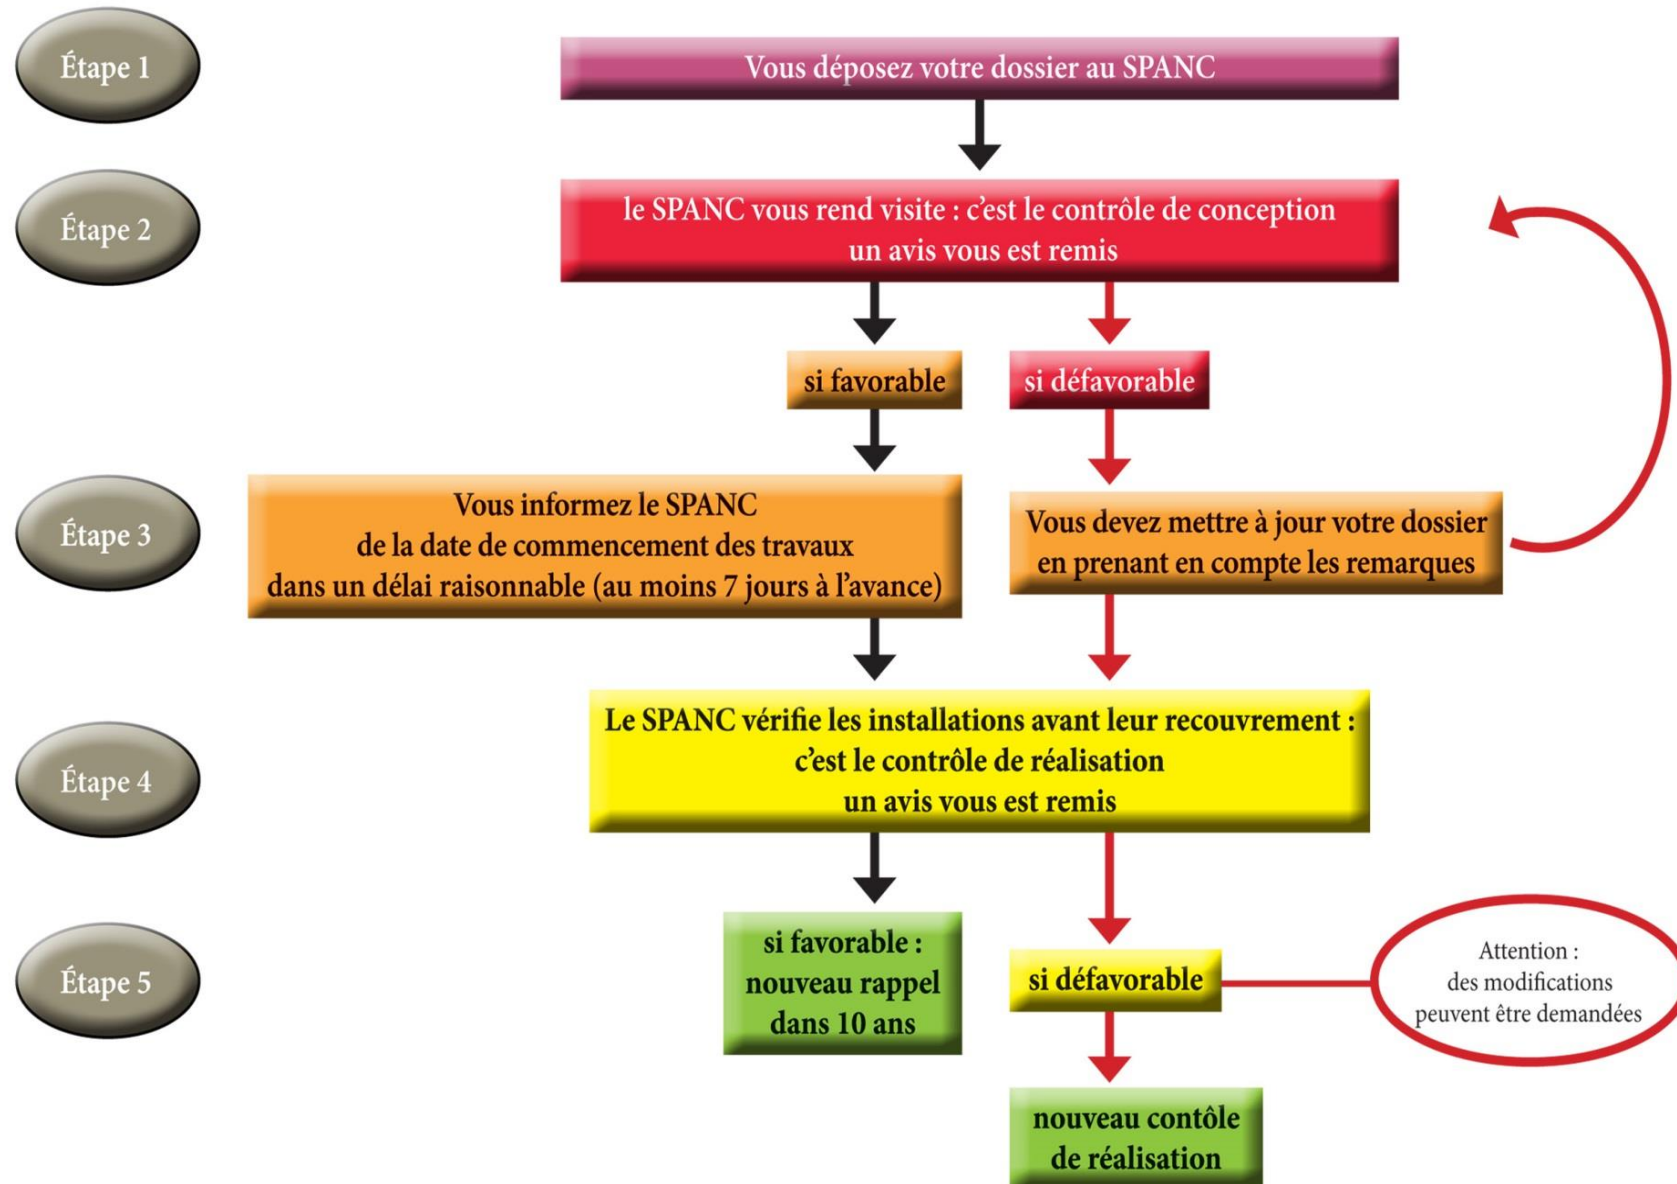 Étape 1
Vous déposez votre dossier au SPANC
Étape 2
le SPANC vous rend visite : c'est le contrôle de conception
un avis vous est remis
si favorable
si défavorable
Étape 3
Vous informez le SPANC
de la date de commencement des travaux
dans un délai raisonnable (au moins 7 jours à l'avance)
Vous devez mettre à jour votre dossier
en prenant en compte les remarques
Étape 4
Le SPANC vérifie les installations avant leur recouvrement :
c'est le contrôle de réalisation
un avis vous est remis
Étape 5
si favorable :
nouveau rappel
dans 10 ans
si défavorable
Attention :
des modifications
peuvent être demandées
nouveau contôle
de réalisation